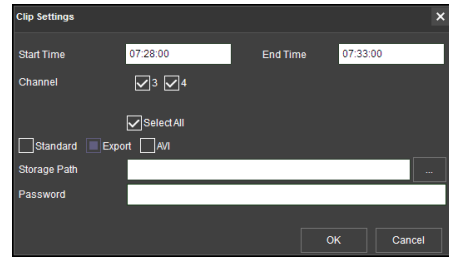 Clip Settings
Start Time 07:28:00 End Time 07:33:00
Channel 3 4
Select All
Standard Export AVI
Storage Path ...
Password
OK Cancel